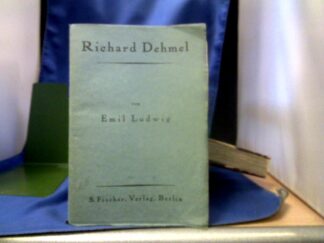 Richard Dehmel
von
Emil Ludwig
S. Fischer, Verlag, Berlin